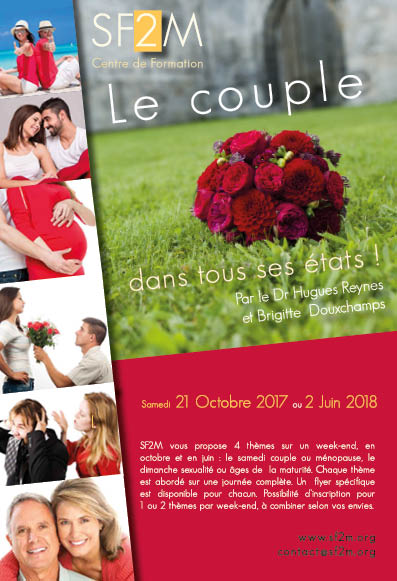 SF2M
Centre de Formation
Le couple
dans tous ses états !
Par le Dr Hugues Reynes
et Brigitte Douxchamps
Samedi 21 Octobre 2017 ou 2 Juin 2018
SF2M vous propose 4 thèmes sur un week-end, en
octobre et en juin : le samedi couple ou ménopause, le
dimanche sexualité ou âges de la maturité. Chaque thème
est abordé sur une journée complète. Un flyer spécifique
est disponible pour chacun. Possibilité d'inscription pour
1 ou 2 thèmes par week-end, à combiner selon vos envies.
www.sf2m.org
contact@sf2m.org